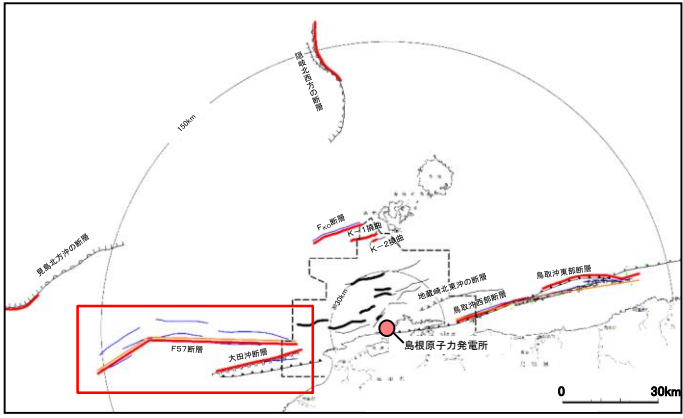 隠岐北西方の断層
150km
見島北方沖の断層
FKO断層
K－1撓曲
K－2撓曲
30km
地蔵崎北東沖の断層
鳥取沖東部断層
鳥取沖西部断層
F57断層
大田沖断層
島根原子力発電所
0
30km